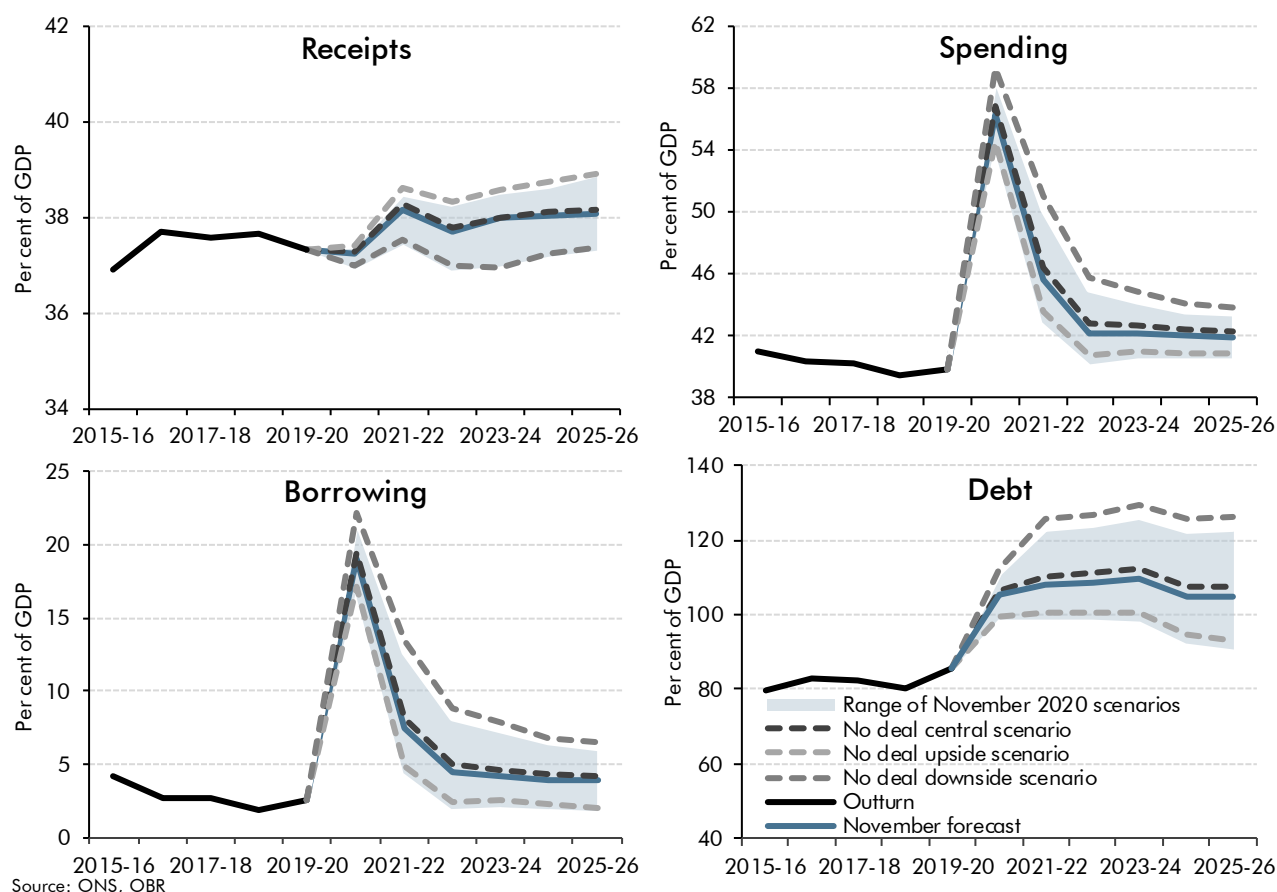 Receipts
Per cent of GDP
42
40
38
36
34
2015-16 2017-18 2019-20 2021-22 2023-24 2025-26
Spending
Per cent of GDP
62
58
54
50
46
42
38
2015-16 2017-18 2019-20 2021-22 2023-24 2025-26
Borrowing
Per cent of GDP
25
20
15
10
5
0
2015-16 2017-18 2019-20 2021-22 2023-24 2025-26
Debt
Per cent of GDP
140
120
100
80
60
40
Range of November 2020 scenarios
No deal central scenario
No deal upside scenario
No deal downside scenario
Outturn
November forecast
2015-16 2017-18 2019-20 2021-22 2023-24 2025-26
Source: ONS, OBR